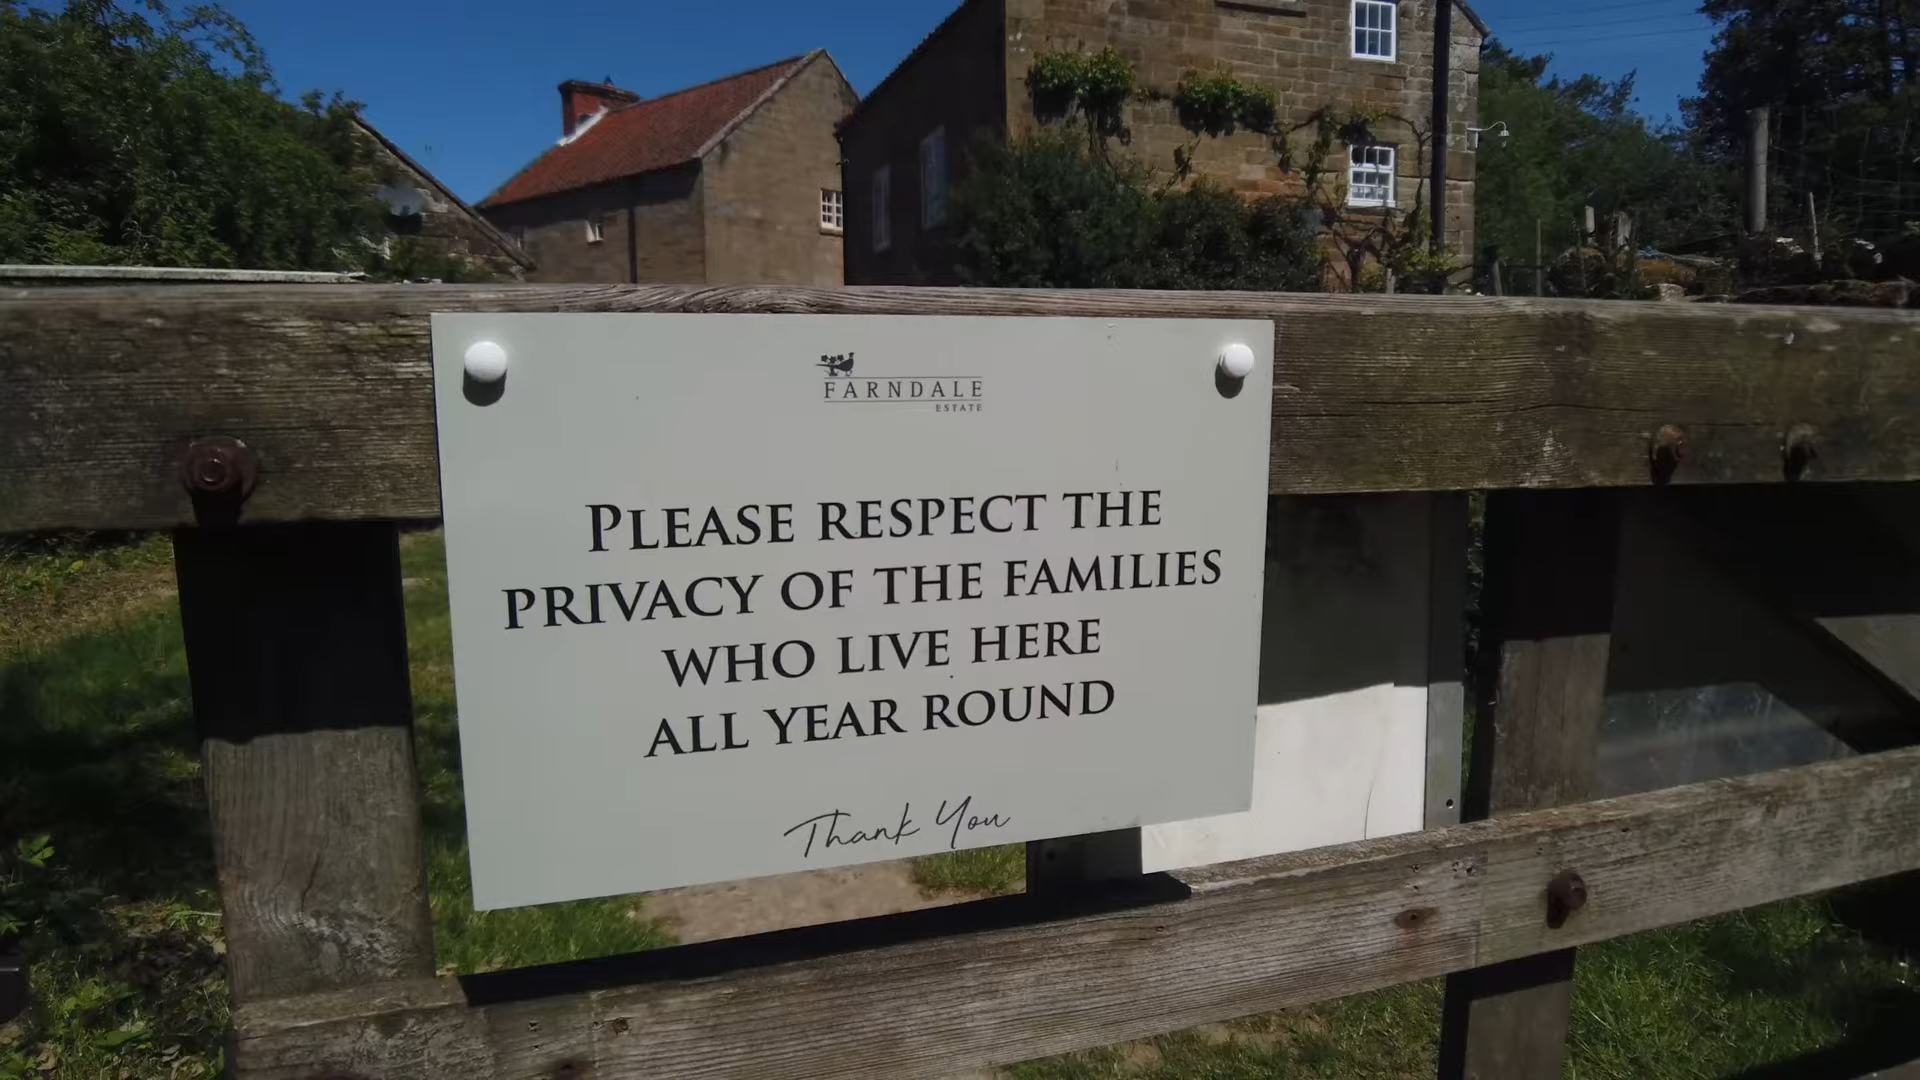 FARNDALE
ESTATE
PLEASE RESPECT THE
PRIVACY OF THE FAMILIES
WHO LIVE HERE
ALL YEAR ROUND
Thank You